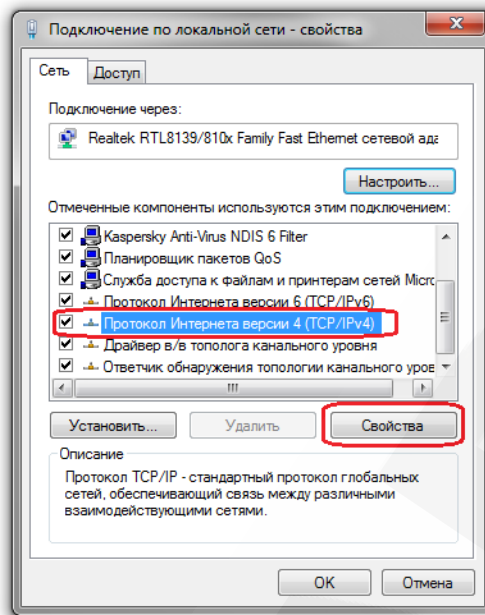 Подключение по локальной сети - свойства
Сеть
Доступ
Подключение через:
Realtek RTL8139/810x Family Fast Ethernet сетевой ада
Настроить...
Отмеченные компоненты используются этим подключением:
Kaspersky Anti-Virus NDIS 6 Filter
Планировщик пакетов QoS
Служба доступа к файлам и принтерам сетей Micro
Протокол Интернета версии 6 (TCP/IPv6)
Протокол Интернета версии 4 (TCP/IPv4)
Драйвер в/в тополога канального уровня
Ответчик обнаружения топологии канального уров
Установить...
Удалить
Свойства
Описание
Протокол TCP/IP - стандартный протокол глобальных
сетей, обеспечивающий связь между различными
взаимодействующими сетями.
OK
Отмена